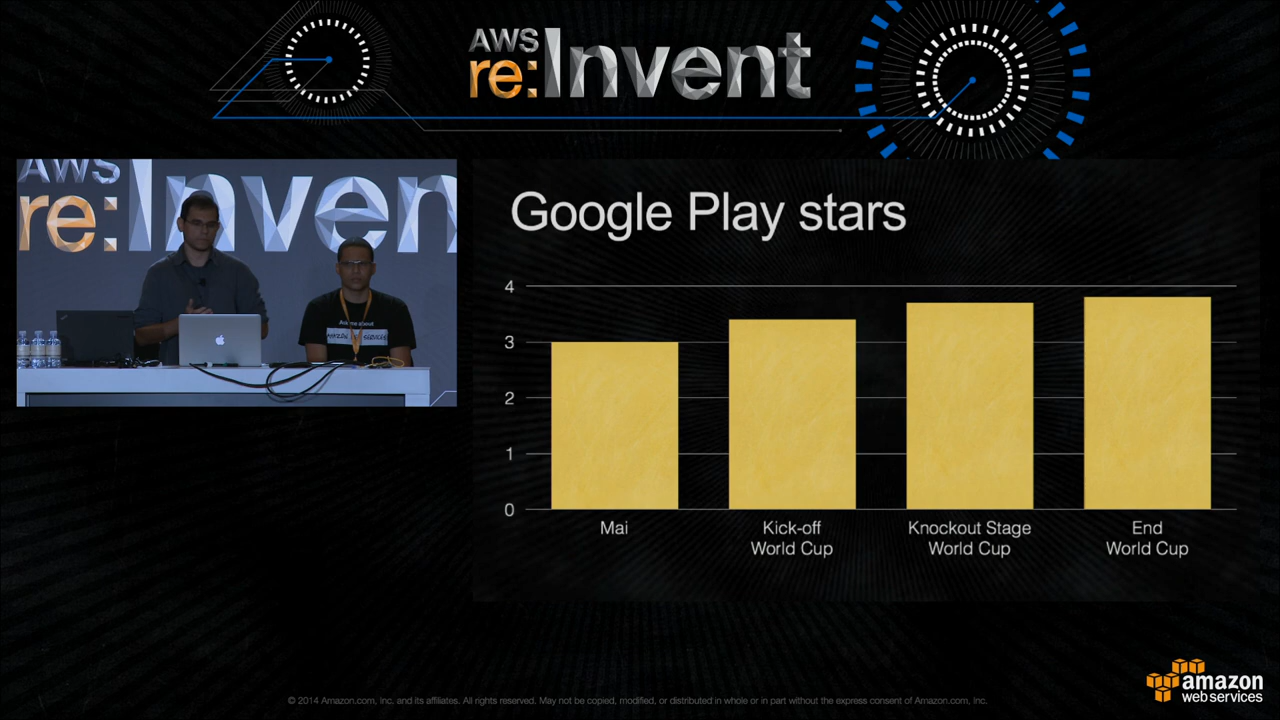 AWS
re:Invent
AWS
re:Inven
Google Play stars
4
3
2
1
0
Mai
Kick-off
World Cup
Knockout Stage
World Cup
End
World Cup
© 2014 Amazon.com, Inc. and its affiliates. All rights reserved. May not be copied, modified, or distributed in whole or in part without the express consent of Amazon.com, Inc.
amazon
web services